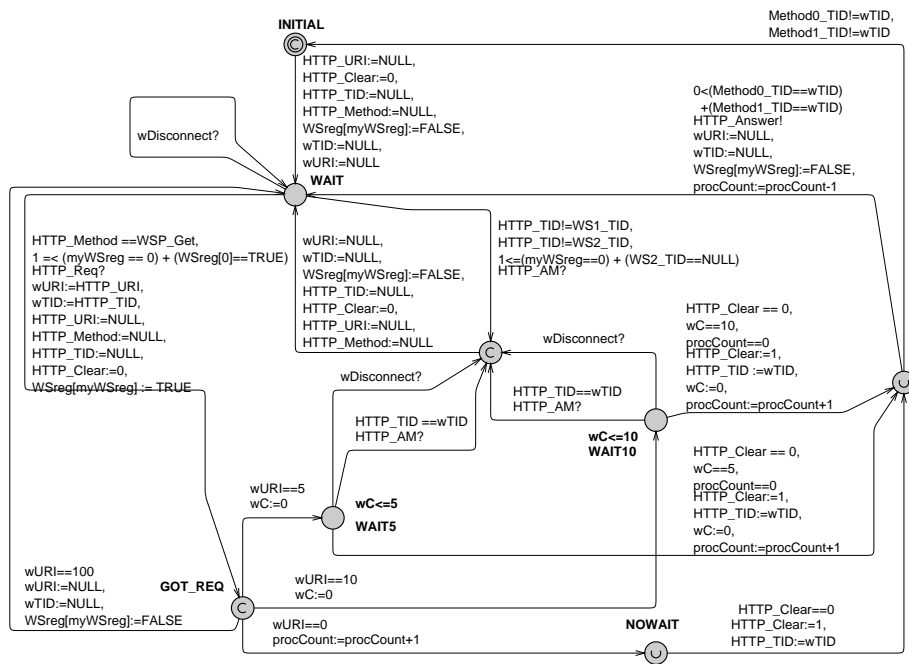 INITIAL
Method0_TID!=wTID,
Method1_TID!=wTID
HTTP_URI:=NULL,
HTTP_Clear:=0,
HTTP_TID:=NULL,
HTTP_Method:=NULL,
WSreg[myWSreg]:=FALSE,
wTID:=NULL,
wURI:=NULL
0<(Method0_TID==wTID)
+(Method1_TID==wTID)
HTTP_Answer!
wURI:=NULL,
wTID:=NULL,
WSreg[myWSreg]:=FALSE,
procCount:=procCount-1
wDisconnect?
WAIT
HTTP_Method ==WSP_Get,
1 =< (myWSreg == 0) + (WSreg[0]==TRUE)
HTTP_Req?
wURI:=HTTP_URI,
wTID:=HTTP_TID,
HTTP_URI:=NULL,
HTTP_Method:=NULL,
HTTP_TID:=NULL,
HTTP_Clear:=0,
WSreg[myWSreg] := TRUE
wURI:=NULL,
wTID:=NULL,
WSreg[myWSreg]:=FALSE,
HTTP_TID:=NULL,
HTTP_Clear:=0,
HTTP_URI:=NULL,
HTTP_Method:=NULL
HTTP_TID!=WS1_TID,
HTTP_TID!=WS2_TID,
1<=(myWSreg==0) + (WS2_TID==NULL)
HTTP_AM?
HTTP_Clear == 0,
wC==10,
procCount==0
HTTP_Clear:=1,
HTTP_TID :=wTID,
wC:=0,
procCount:=procCount+1
wDisconnect?
C
wDisconnect?
HTTP_TID==wTID
HTTP_AM?
HTTP_TID ==wTID
HTTP_AM?
wC<=10
WAIT10
HTTP_Clear == 0,
wC==5,
procCount==0
HTTP_Clear:=1,
HTTP_TID:=wTID,
wC:=0,
procCount:=procCount+1
wURI==5
wC:=0
wC<=5
WAIT5
wURI==100
wURI:=NULL,
wTID:=NULL,
WSreg[myWSreg]:=FALSE
GOT_REQ
C
wURI==10
wC:=0
wURI==0
procCount:=procCount+1
NOWAIT
HTTP_Clear==0
HTTP_Clear:=1,
HTTP_TID:=wTID